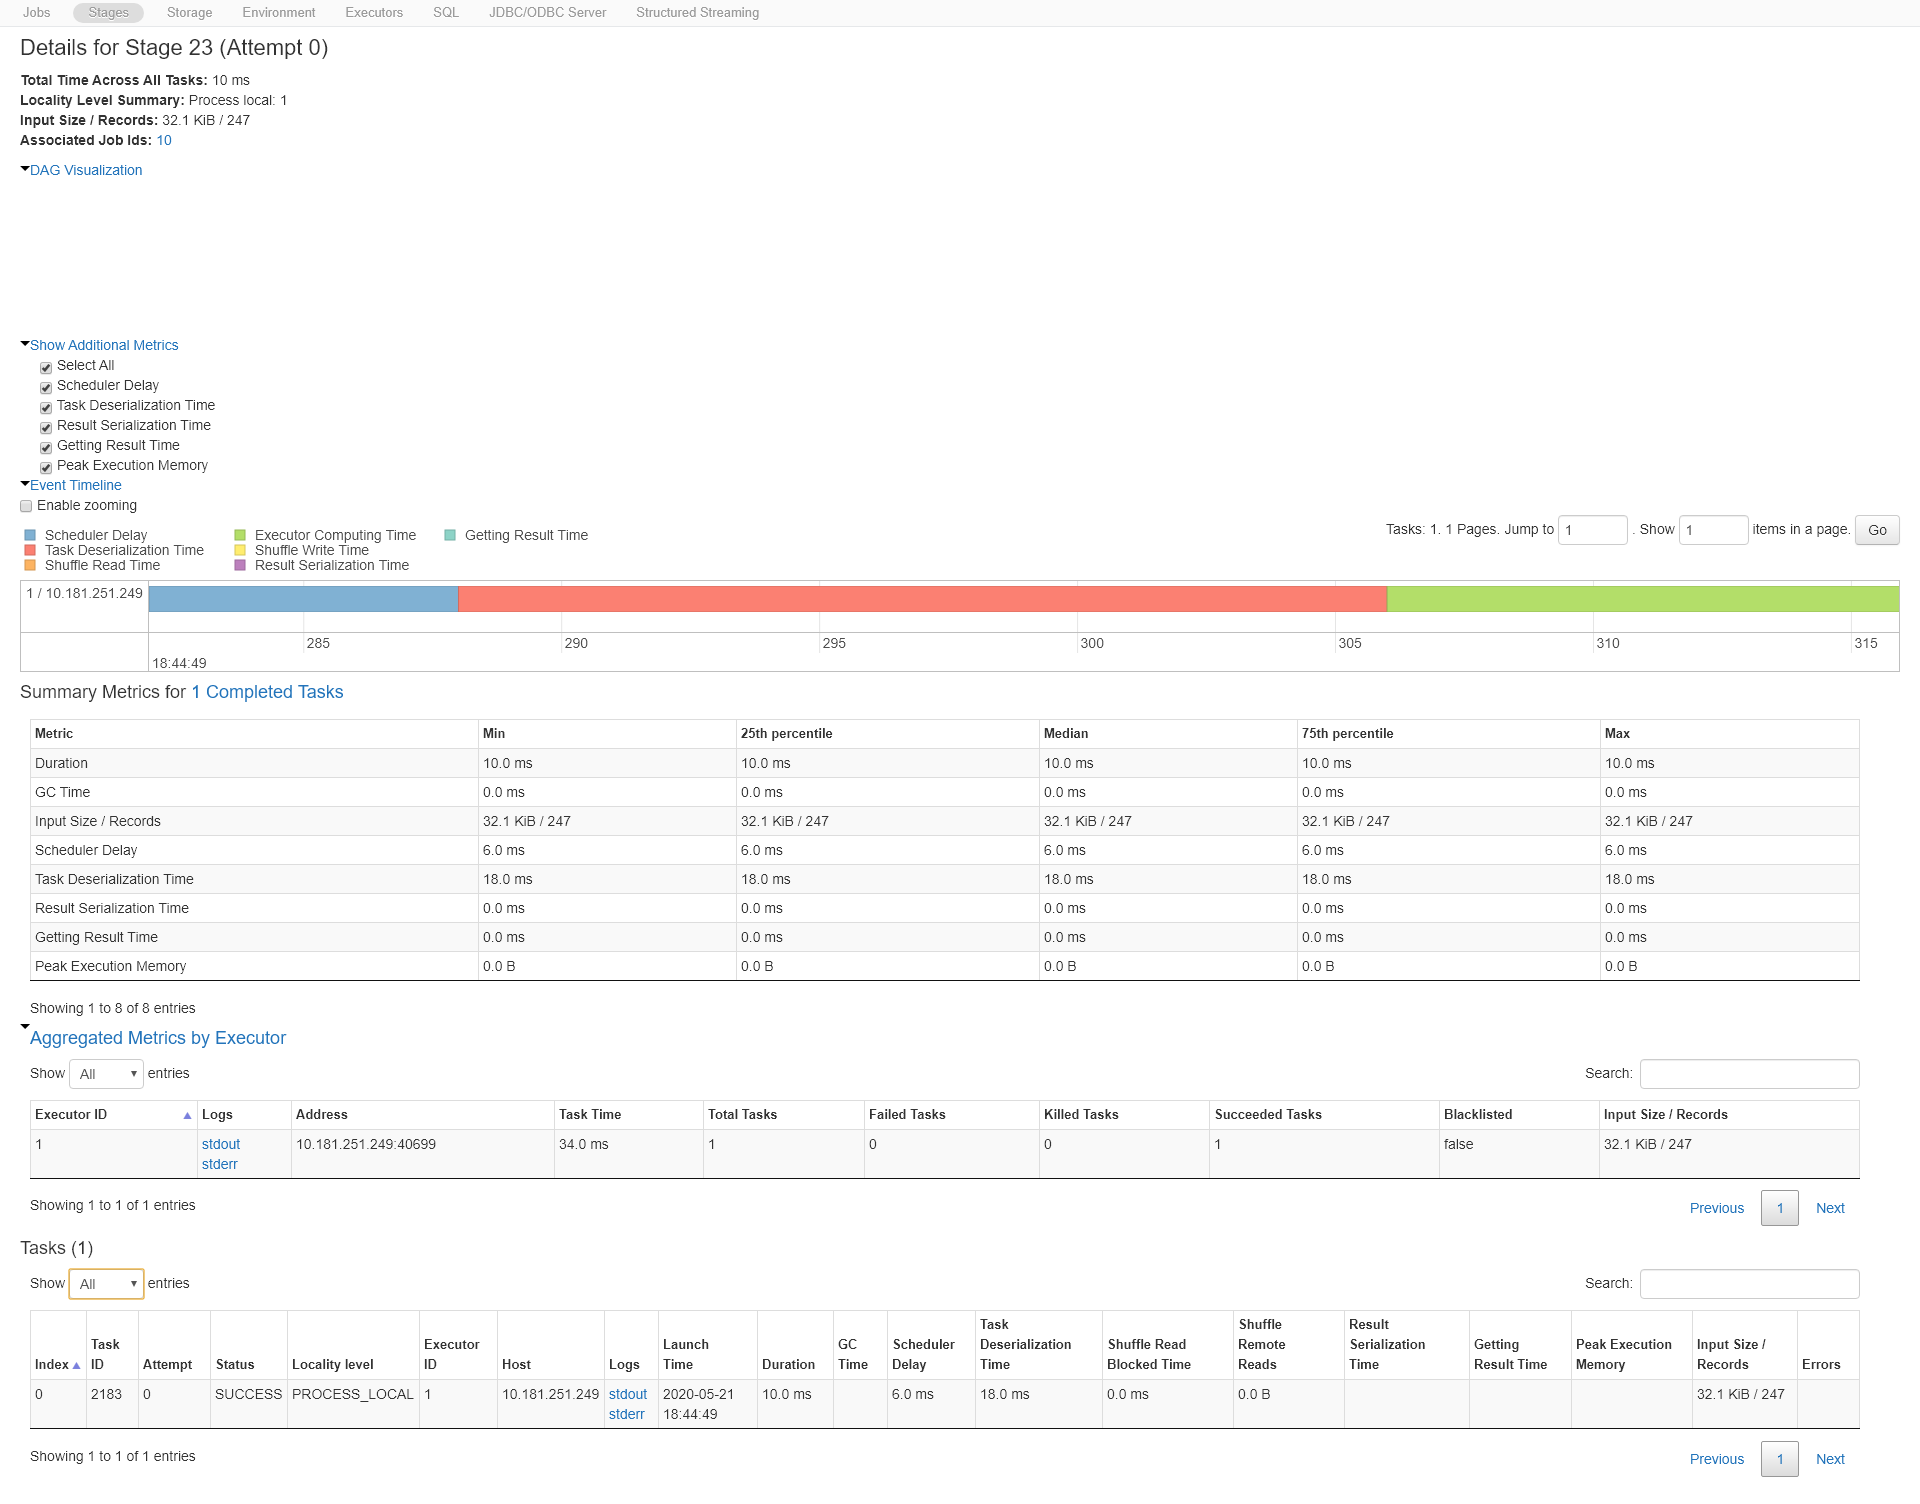 Jobs Stages Storage Environment Executors SQL JDBC/ODBC Server Structured Streaming
Details for Stage 23 (Attempt 0)
Total Time Across All Tasks: 10 ms
Locality Level Summary: Process local: 1
Input Size / Records: 32.1 KiB / 247
Associated Job Ids: 10
DAG Visualization
Show Additional Metrics
Select All
Scheduler Delay
Task Deserialization Time
Result Serialization Time
Getting Result Time
Peak Execution Memory
Event Timeline
Enable zooming
Tasks: 1. 1 Pages. Jump to 1 . Show 1 items in a page. Go
Scheduler Delay Executor Computing Time Getting Result Time
Task Deserialization Time Shuffle Write Time
Shuffle Read Time Result Serialization Time
1 / 10.181.251.249
285 290 295 300 305 310 315
18:44:49
Summary Metrics for 1 Completed Tasks
Metric Min 25th percentile Median 75th percentile Max
Duration 10.0 ms 10.0 ms 10.0 ms 10.0 ms 10.0 ms
GC Time 0.0 ms 0.0 ms 0.0 ms 0.0 ms 0.0 ms
Input Size / Records 32.1 KiB / 247 32.1 KiB / 247 32.1 KiB / 247 32.1 KiB / 247 32.1 KiB / 247
Scheduler Delay 6.0 ms 6.0 ms 6.0 ms 6.0 ms 6.0 ms
Task Deserialization Time 18.0 ms 18.0 ms 18.0 ms 18.0 ms 18.0 ms
Result Serialization Time 0.0 ms 0.0 ms 0.0 ms 0.0 ms 0.0 ms
Getting Result Time 0.0 ms 0.0 ms 0.0 ms 0.0 ms 0.0 ms
Peak Execution Memory 0.0 B 0.0 B 0.0 B 0.0 B 0.0 B
Showing 1 to 8 of 8 entries
Aggregated Metrics by Executor
Show All entries Search:
Executor ID Logs Address Task Time Total Tasks Failed Tasks Killed Tasks Succeeded Tasks Blacklisted Input Size / Records
1 stdout 10.181.251.249:40699 34.0 ms 1 0 0 1 false 32.1 KiB / 247
stderr
Showing 1 to 1 of 1 entries
Previous 1 Next
Tasks (1)
Show All entries Search:
Task Shuffle Result
Task Executor Launch GC Scheduler Deserialization Shuffle Read Remote Serialization Getting Peak Execution Input Size /
Index ID Attempt Status Locality level ID Host Logs Time Duration Time Delay Time Blocked Time Reads Time Result Time Memory Records Errors
0 2183 0 SUCCESS PROCESS_LOCAL 1 10.181.251.249 stdout 2020-05-21 10.0 ms 6.0 ms 18.0 ms 0.0 ms 0.0 B 32.1 KiB / 247
stderr 18:44:49
Showing 1 to 1 of 1 entries
Previous 1 Next